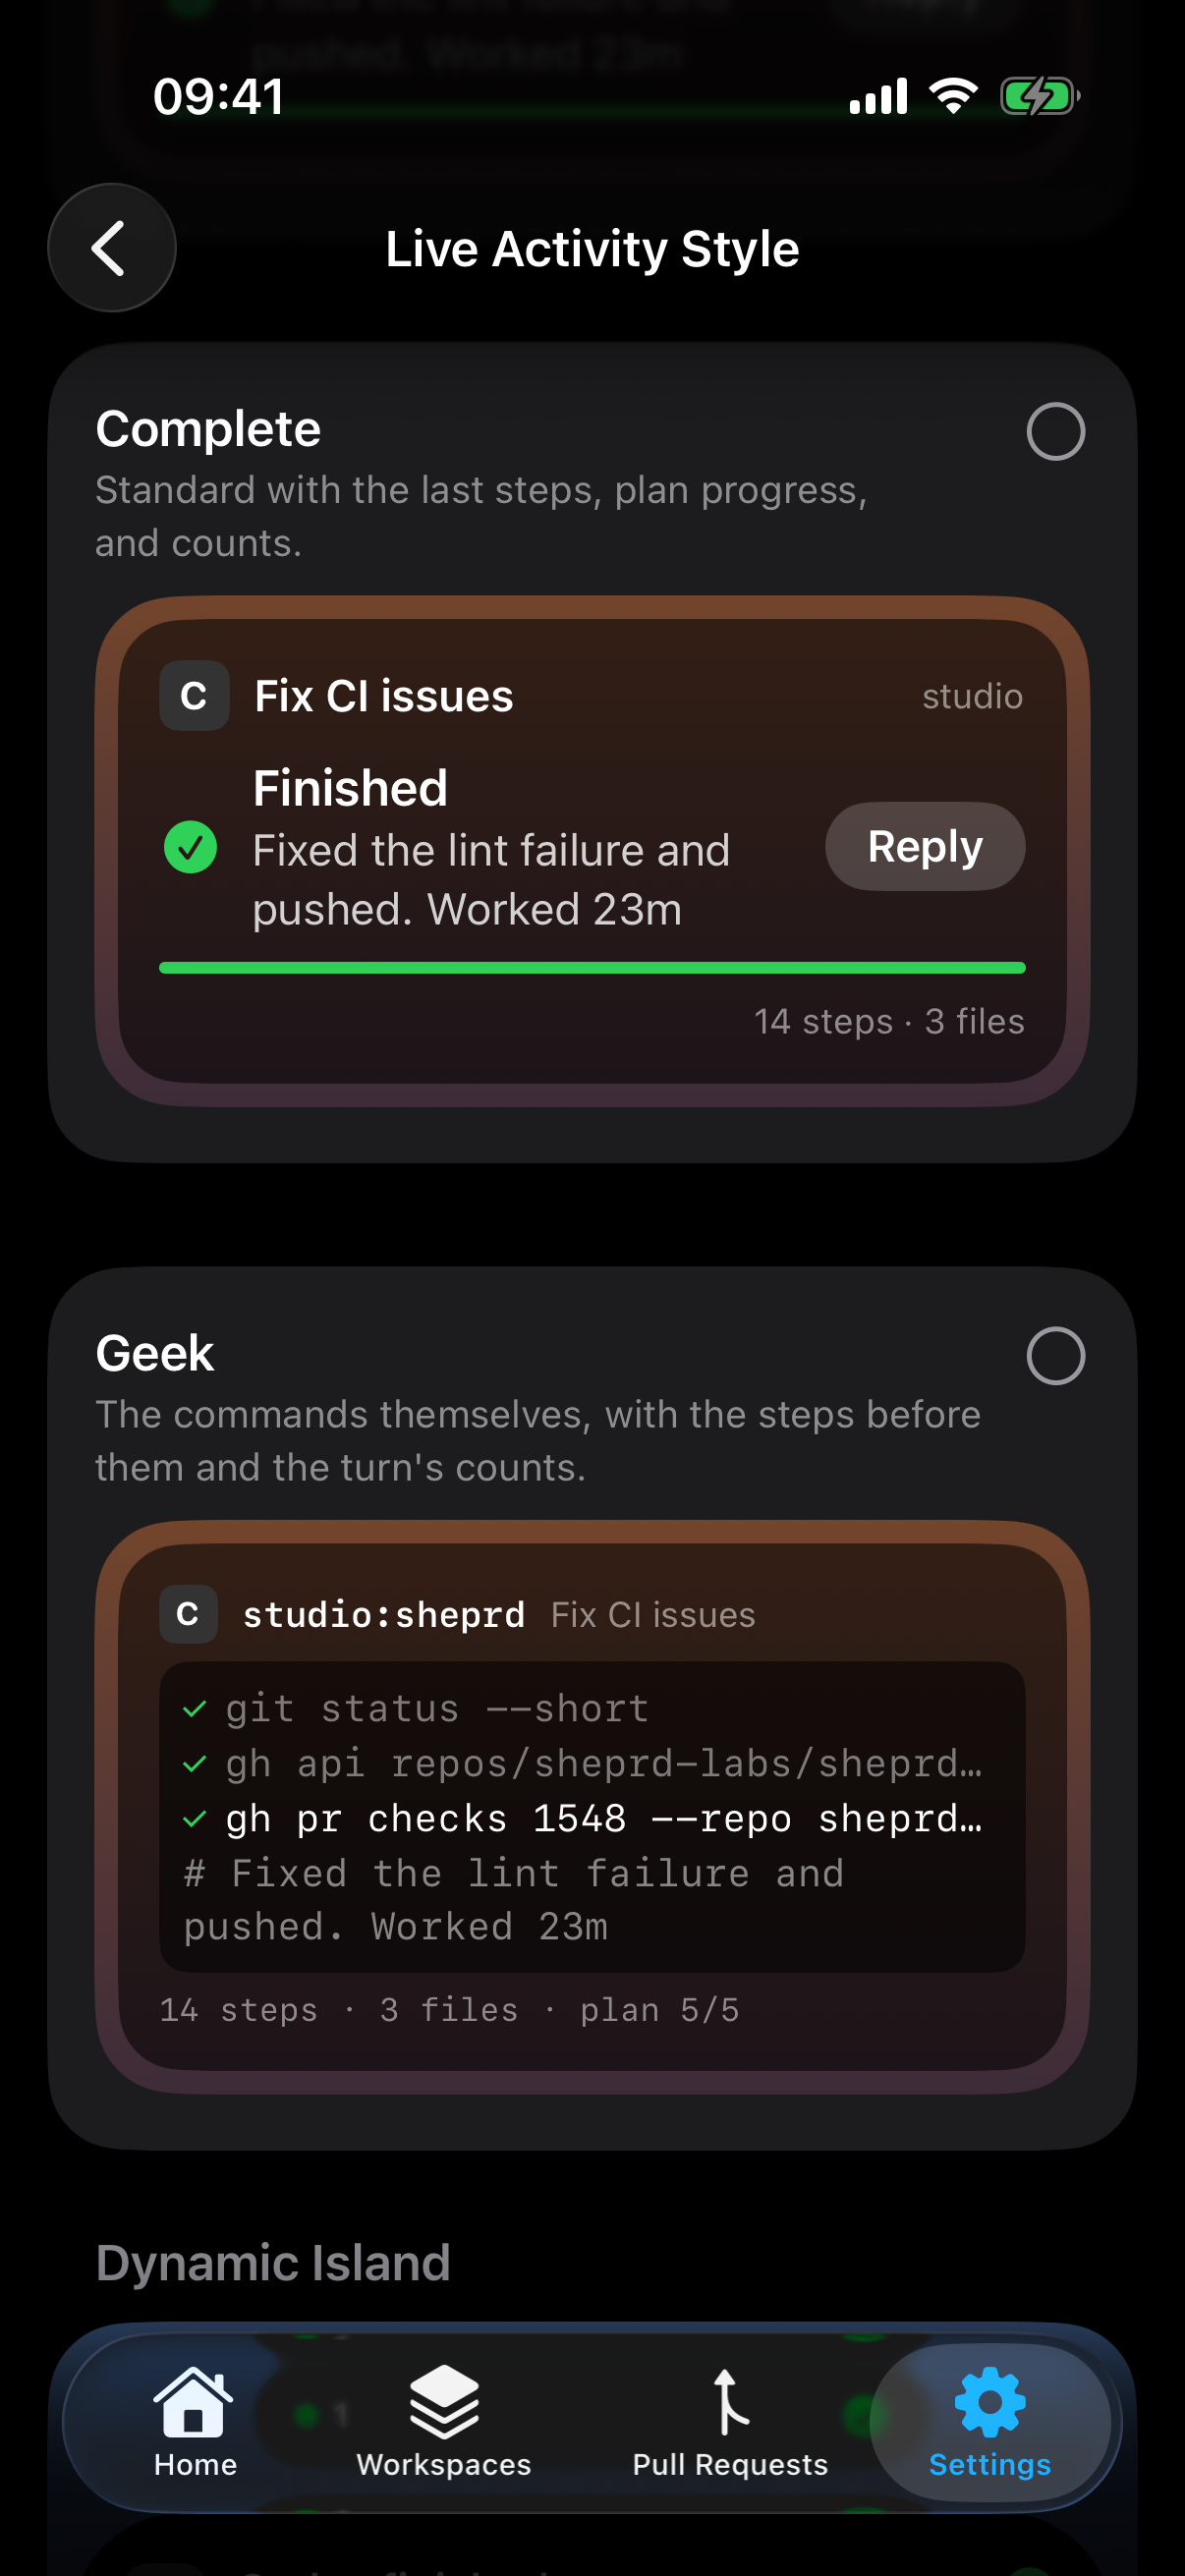 pushed. Worked 23m
09:41
Live Activity Style
Complete
Standard with the last steps, plan progress,
and counts.
C Fix CI issues studio
Finished
Fixed the lint failure and
pushed. Worked 23m
Reply
14 steps · 3 files
Geek
The commands themselves, with the steps before
them and the turn's counts.
C studio:sheprd Fix CI issues
✓ git status --short
✓ gh api repos/sheprd-labs/sheprd…
✓ gh pr checks 1548 --repo sheprd…
# Fixed the lint failure and
pushed. Worked 23m
14 steps · 3 files · plan 5/5
Dynamic Island
1
Home Workspaces Pull Requests Settings